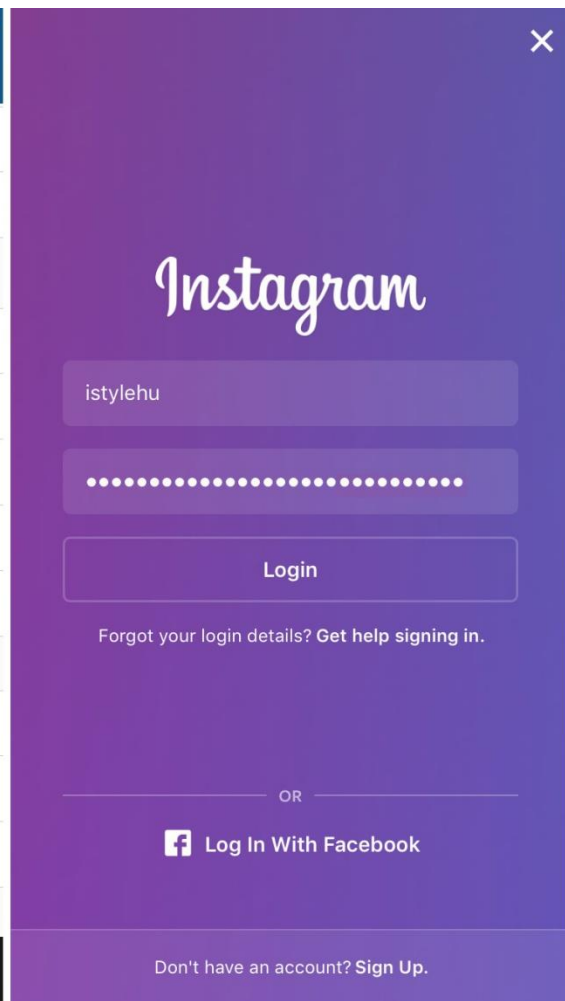 Instagram
istylehu
••••••••••••••••••••••••••••••
Login
Forgot your login details? Get help signing in.
OR
Log In With Facebook
Don't have an account? Sign Up.